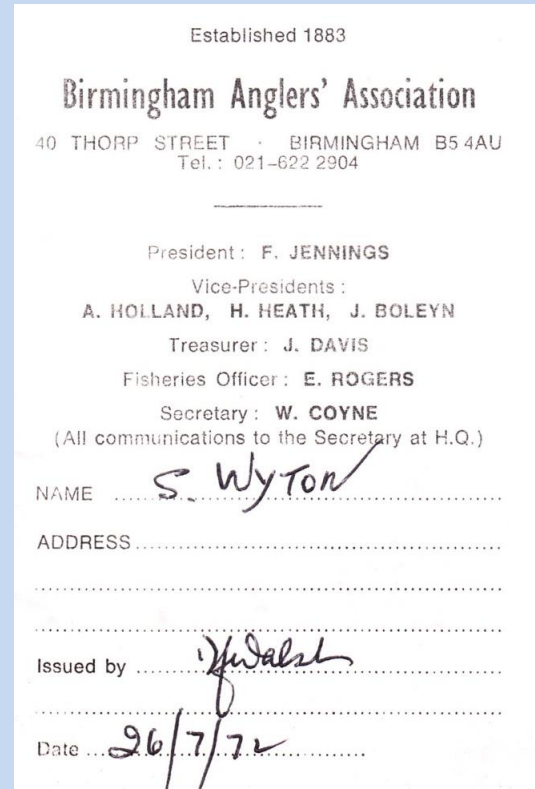 Established 1883
Birmingham Anglers' Association
40 THORP STREET · BIRMINGHAM B5 4AU
Tel.: 021-622 2904
President: F. JENNINGS
Vice-Presidents:
A. HOLLAND, H. HEATH, J. BOLEYN
Treasurer: J. DAVIS
Fisheries Officer: E. ROGERS
Secretary: W. COYNE
(All communications to the Secretary at H.Q.)
NAME S. WYTON
ADDRESS
Issued by
Date 26/7/72